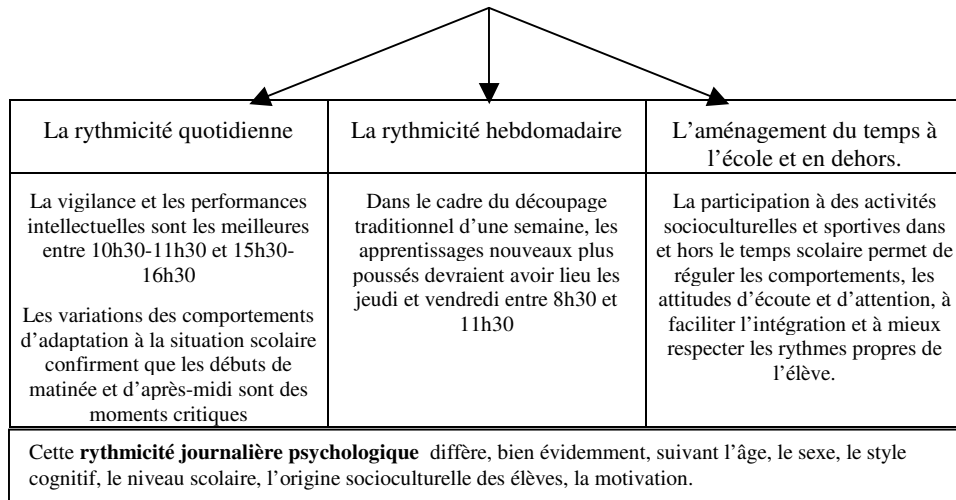 La rythmicité quotidienne
La rythmicité hebdomadaire
L’aménagement du temps à
l’école et en dehors.
La vigilance et les performances
intellectuelles sont les meilleures
entre 10h30-11h30 et 15h30-
16h30
Les variations des comportements
d’adaptation à la situation scolaire
confirment que les débuts de
matinée et d’après-midi sont des
moments critiques
Dans le cadre du découpage
traditionnel d’une semaine, les
apprentissages nouveaux plus
poussés devraient avoir lieu les
jeudi et vendredi entre 8h30 et
11h30
La participation à des activités
socioculturelles et sportives dans
et hors le temps scolaire permet de
réguler les comportements, les
attitudes d’écoute et d’attention, à
faciliter l’intégration et à mieux
respecter les rythmes propres de
l’élève.
Cette rythmicité journalière psychologique diffère, bien évidemment, suivant l’âge, le sexe, le style
cognitif, le niveau scolaire, l’origine socioculturelle des élèves, la motivation.